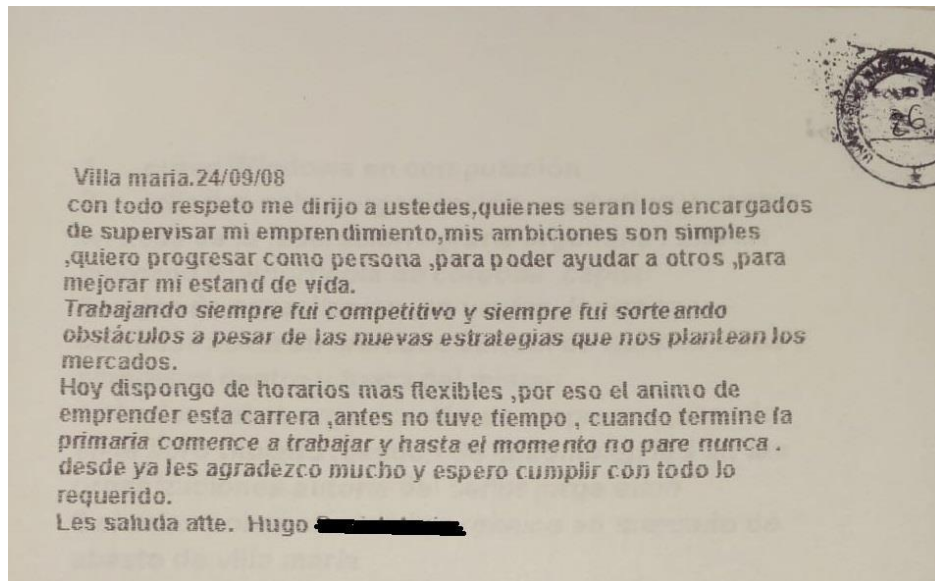 Villa maria.24/09/08
con todo respeto me dirijo a ustedes,quienes seran los encargados
de supervisar mi emprendimiento,mis ambiciones son simples
,quiero progresar como persona ,para poder ayudar a otros ,para
mejorar mi estand de vida.
Trabajando siempre fui competitivo y siempre fui sorteando
obstáculos a pesar de las nuevas estrategias que nos plantean los
mercados.
Hoy dispongo de horarios mas flexibles ,por eso el animo de
emprender esta carrera ,antes no tuve tiempo , cuando termine la
primaria comence a trabajar y hasta el momento no pare nunca .
desde ya les agradezco mucho y espero cumplir con todo lo
requerido.
Les saluda atte. Hugo